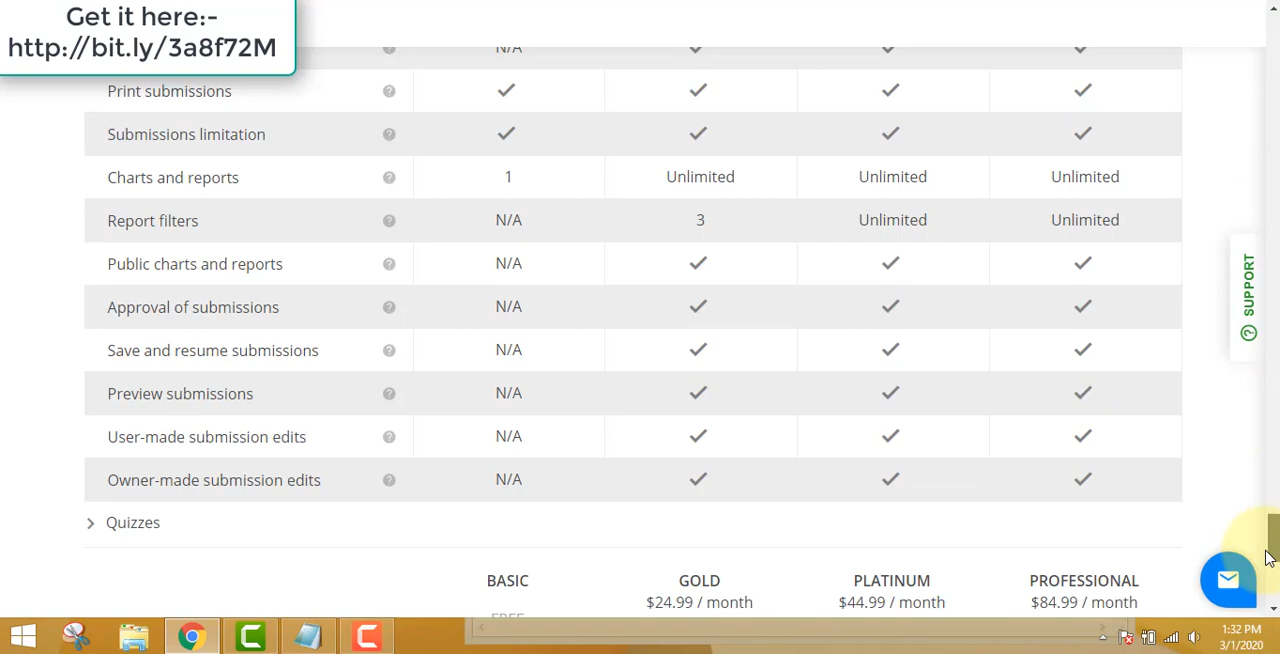 Get it here:-
http://bit.ly/3a8f72M
N/A
Print submissions
Submissions limitation
Charts and reports 1 Unlimited Unlimited Unlimited
Report filters N/A 3 Unlimited Unlimited
Public charts and reports N/A
Approval of submissions N/A
Save and resume submissions N/A
Preview submissions N/A
User-made submission edits N/A
Owner-made submission edits N/A
Quizzes
BASIC GOLD PLATINUM PROFESSIONAL
FREE $24.99 / month $44.99 / month $84.99 / month
SUPPORT
1:32 PM
3/1/2020